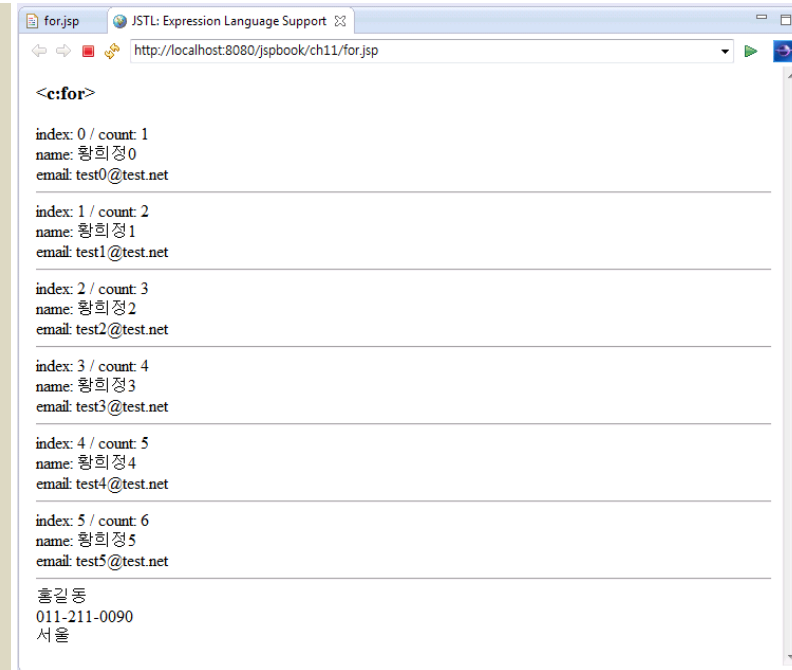 for.jsp
JSTL: Expression Language Support
http://localhost:8080/jspbook/ch11/for.jsp
<c:for>
index: 0 / count: 1
name: 황희정0
email: test0@test.net
index: 1 / count: 2
name: 황희정1
email: test1@test.net
index: 2 / count: 3
name: 황희정2
email: test2@test.net
index: 3 / count: 4
name: 황희정3
email: test3@test.net
index: 4 / count: 5
name: 황희정4
email: test4@test.net
index: 5 / count: 6
name: 황희정5
email: test5@test.net
홍길동
011-211-0090
서울